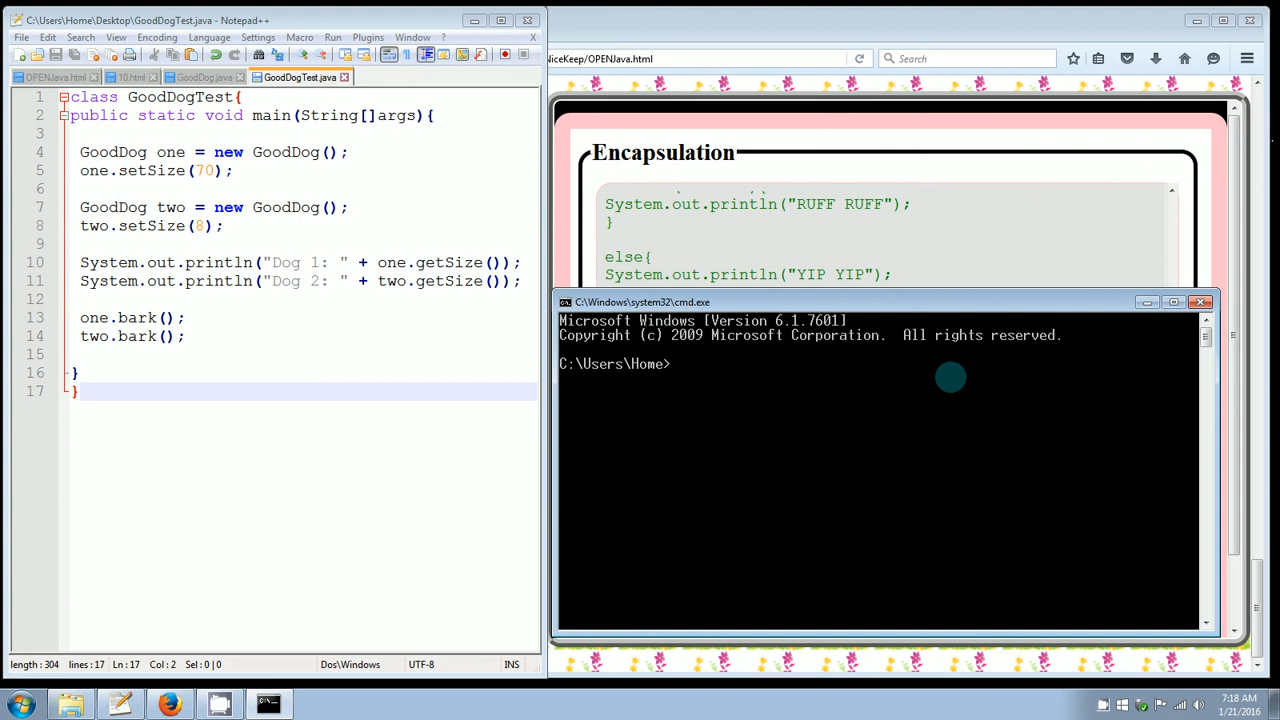 C:\Users\Home\Desktop\GoodDogTest.java - Notepad++
File Edit Search View Encoding Language Settings Macro Run Plugins Window ? X
OPENJava.html 10.html GoodDog.java GoodDogTest.java
1 class GoodDogTest{
2 public static void main(String[]args){
3
4 GoodDog one = new GoodDog();
5 one.setSize(70);
6
7 GoodDog two = new GoodDog();
8 two.setSize(8);
9
10 System.out.println("Dog 1: " + one.getSize());
11 System.out.println("Dog 2: " + two.getSize());
12
13 one.bark();
14 two.bark();
15
16 }
17 }
length : 304 lines : 17 Ln : 17 Col : 2 Sel : 0 | 0 Dos\Windows UTF-8 INS
NiceKeep/OPENJava.html
Search
Encapsulation
System.out.println("RUFF RUFF");
}
else{
System.out.println("YIP YIP");
C:\Windows\system32\cmd.exe
Microsoft Windows [Version 6.1.7601]
Copyright (c) 2009 Microsoft Corporation. All rights reserved.
C:\Users\Home>
7:18 AM
1/21/2016